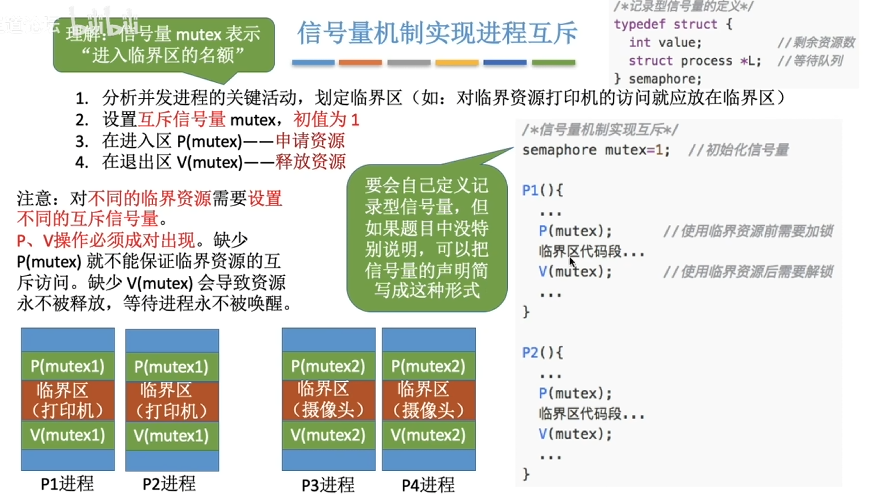 理解：信号量 mutex 表示
“进入临界区的名额”
信号量机制实现进程互斥
/*记录型信号量的定义*/
typedef struct {
int value; //剩余资源数
struct process *L; //等待队列
} semaphore;
1. 分析并发进程的关键活动，划定临界区（如：对临界资源打印机的访问就应放在临界区）
2. 设置互斥信号量 mutex，初值为 1
3. 在进入区 P(mutex)——申请资源
4. 在退出区 V(mutex)——释放资源
注意：对不同的临界资源需要设置
不同的互斥信号量。
P、V操作必须成对出现。缺少
P(mutex) 就不能保证临界资源的互
斥访问。缺少 V(mutex) 会导致资源
永不被释放，等待进程永不被唤醒。
要会自己定义记
录型信号量，但
如果题目中没特
别说明，可以把
信号量的声明简
写成这种形式
/*信号量机制实现互斥*/
semaphore mutex=1; //初始化信号量
P1(){
...
P(mutex); //使用临界资源前需要加锁
临界区代码段...
V(mutex); //使用临界资源后需要解锁
...
}
P2(){
...
P(mutex);
临界区代码段...
V(mutex);
...
}
P(mutex1)
临界区
（打印机）
V(mutex1)
P1进程
P(mutex1)
临界区
（打印机）
V(mutex1)
P2进程
P(mutex2)
临界区
（摄像头）
V(mutex2)
P3进程
P(mutex2)
临界区
（摄像头）
V(mutex2)
P4进程